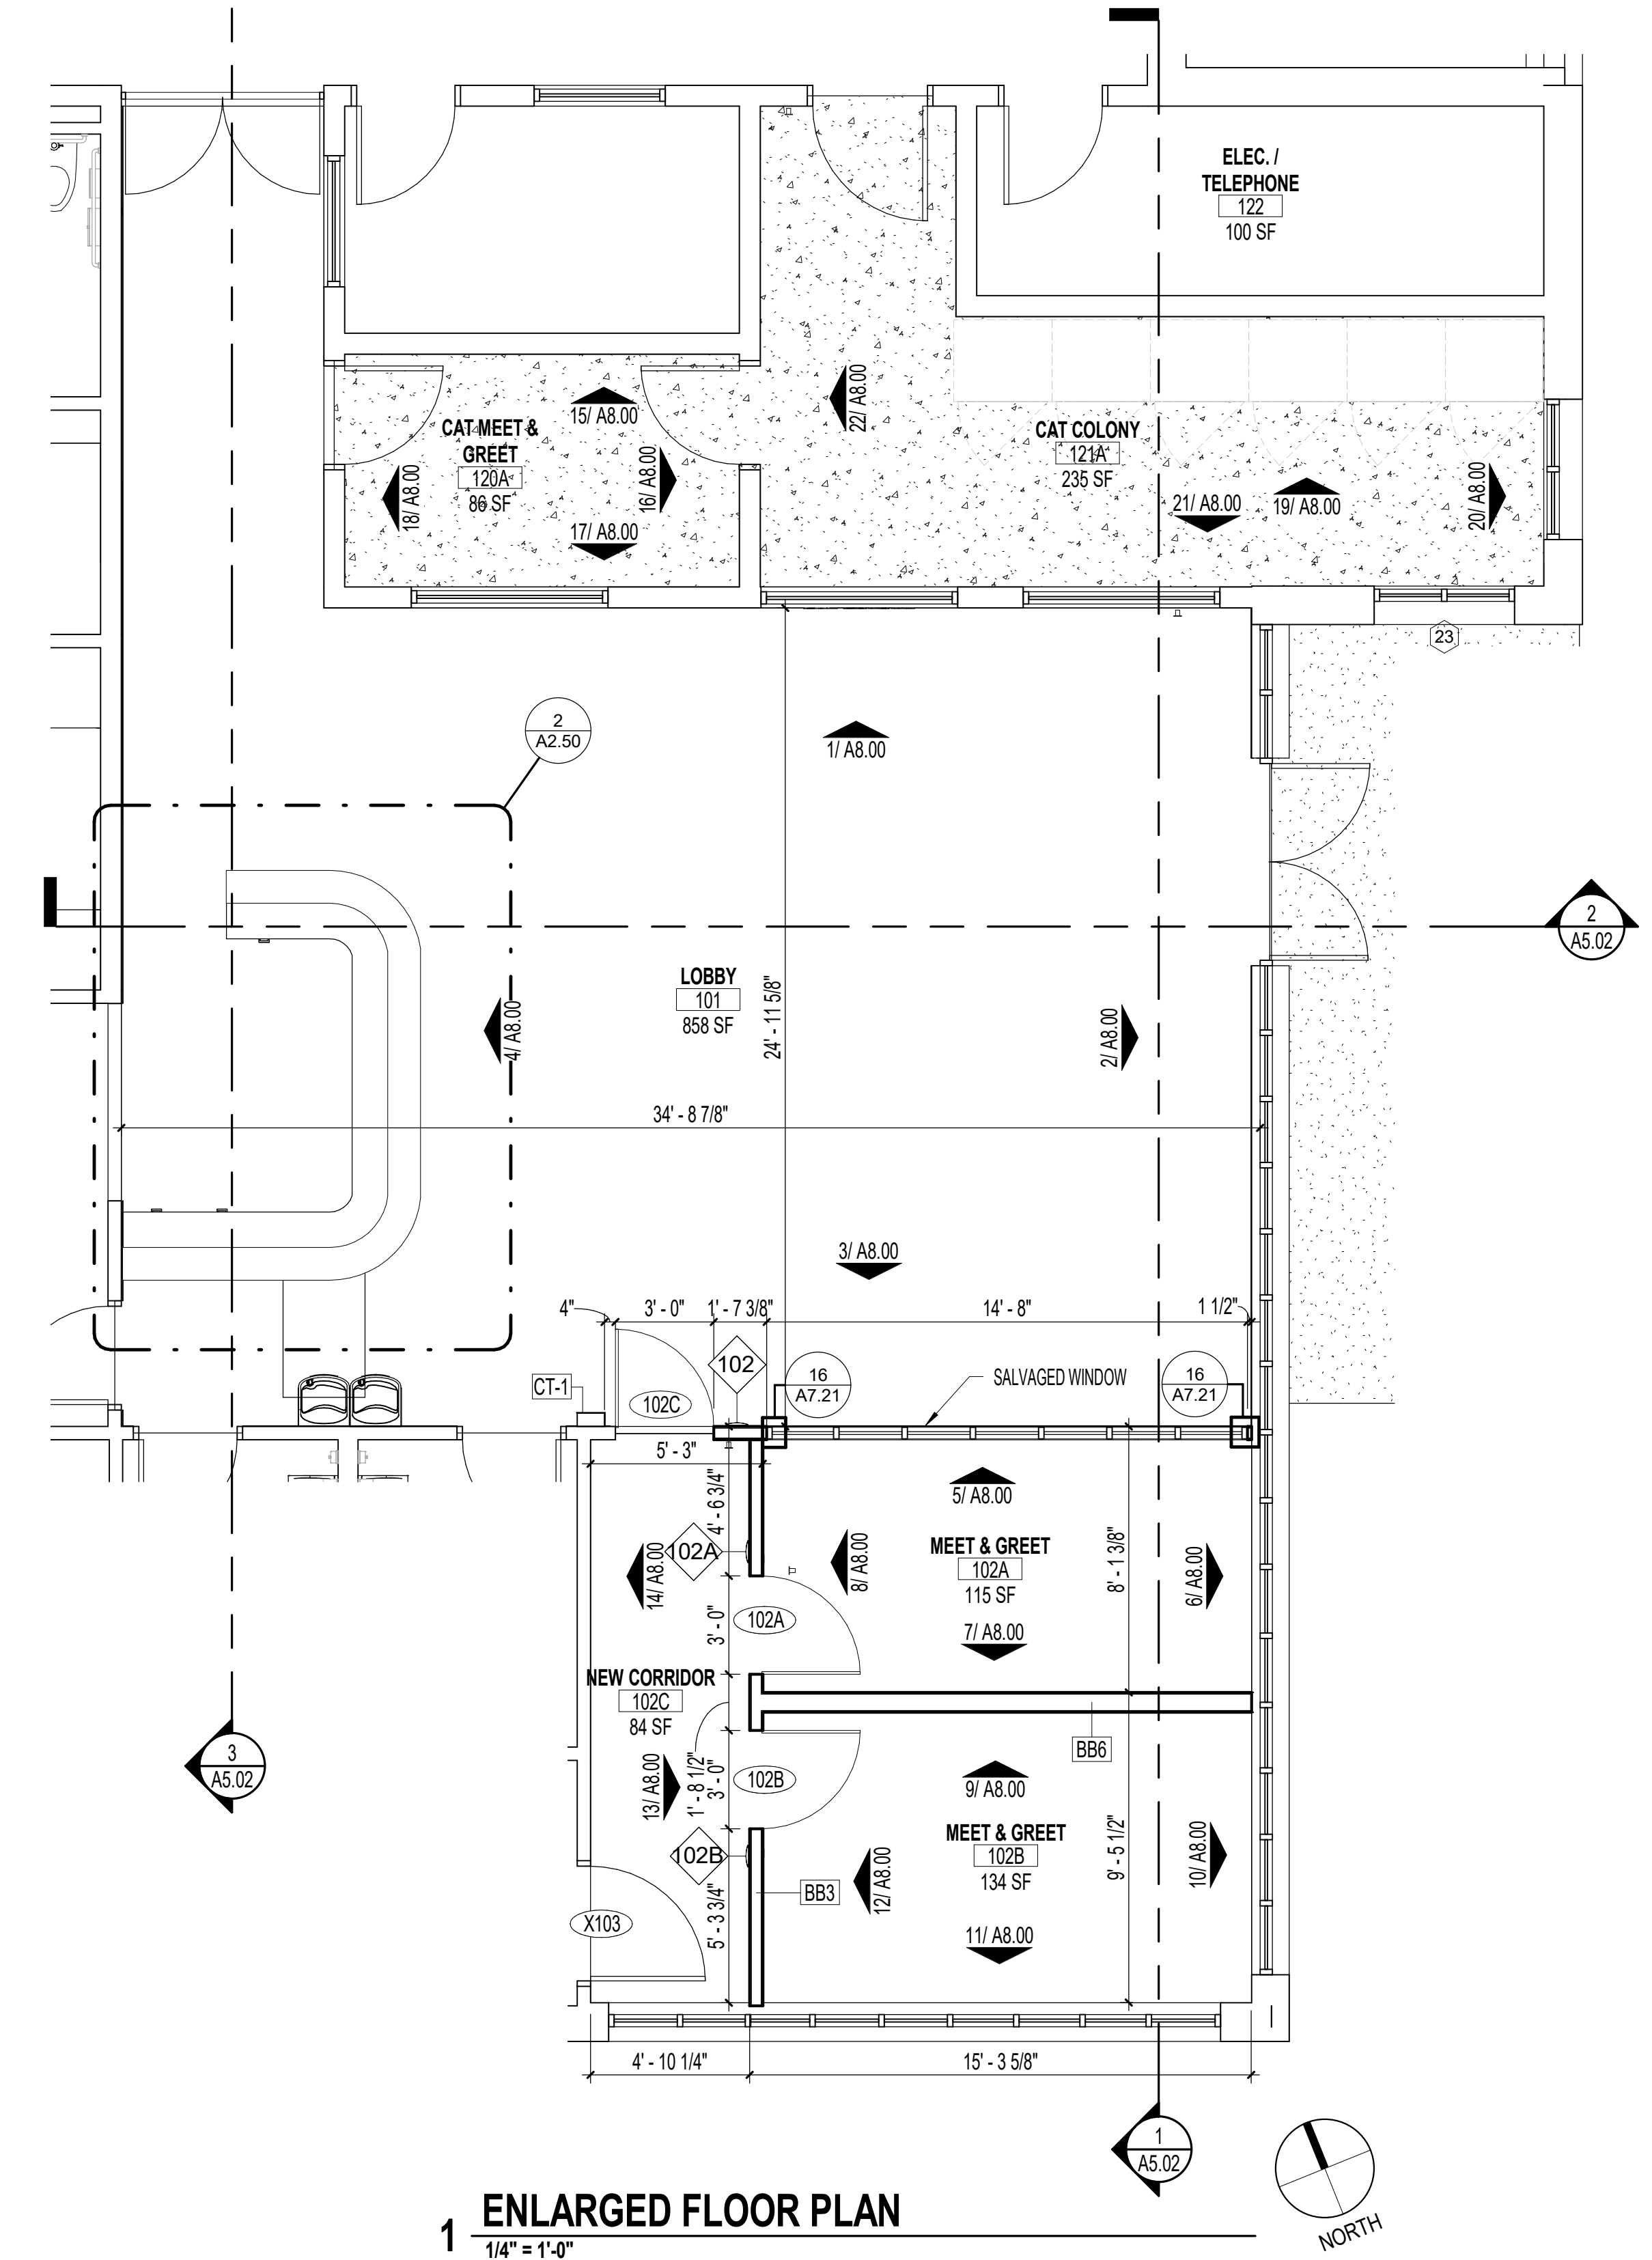 ELEC. /
TELEPHONE
122
100 SF
CAT MEET &
GREET
120A
86 SF
15/ A8.00
16/ A8.00
17/ A8.00
18/ A8.00
22/ A8.00
CAT COLONY
121A
235 SF
21/ A8.00
19/ A8.00
20/ A8.00
23
2
A2.50
1/ A8.00
2
A5.02
LOBBY
101
858 SF
24' - 11 5/8"
4/ A8.00
2/ A8.00
34' - 8 7/8"
3/ A8.00
4"
3' - 0"
1' - 7 3/8"
14' - 8"
1 1/2"
102
16
A7.21
SALVAGED WINDOW
16
A7.21
CT-1
102C
5' - 3"
4' - 6 3/4"
5/ A8.00
102A
14/ A8.00
8/ A8.00
MEET & GREET
102A
115 SF
8' - 1 3/8"
6/ A8.00
3' - 0"
102A
7/ A8.00
NEW CORRIDOR
102C
84 SF
BB6
3
A5.02
13/ A8.00
1' - 8 1/2"
3' - 0"
102B
9/ A8.00
102B
MEET & GREET
102B
134 SF
9' - 5 1/2"
10/ A8.00
12/ A8.00
BB3
X103
5' - 3 3/4"
11/ A8.00
4' - 10 1/4"
15' - 3 5/8"
1
A5.02
NORTH
1
ENLARGED FLOOR PLAN
1/4" = 1'-0"